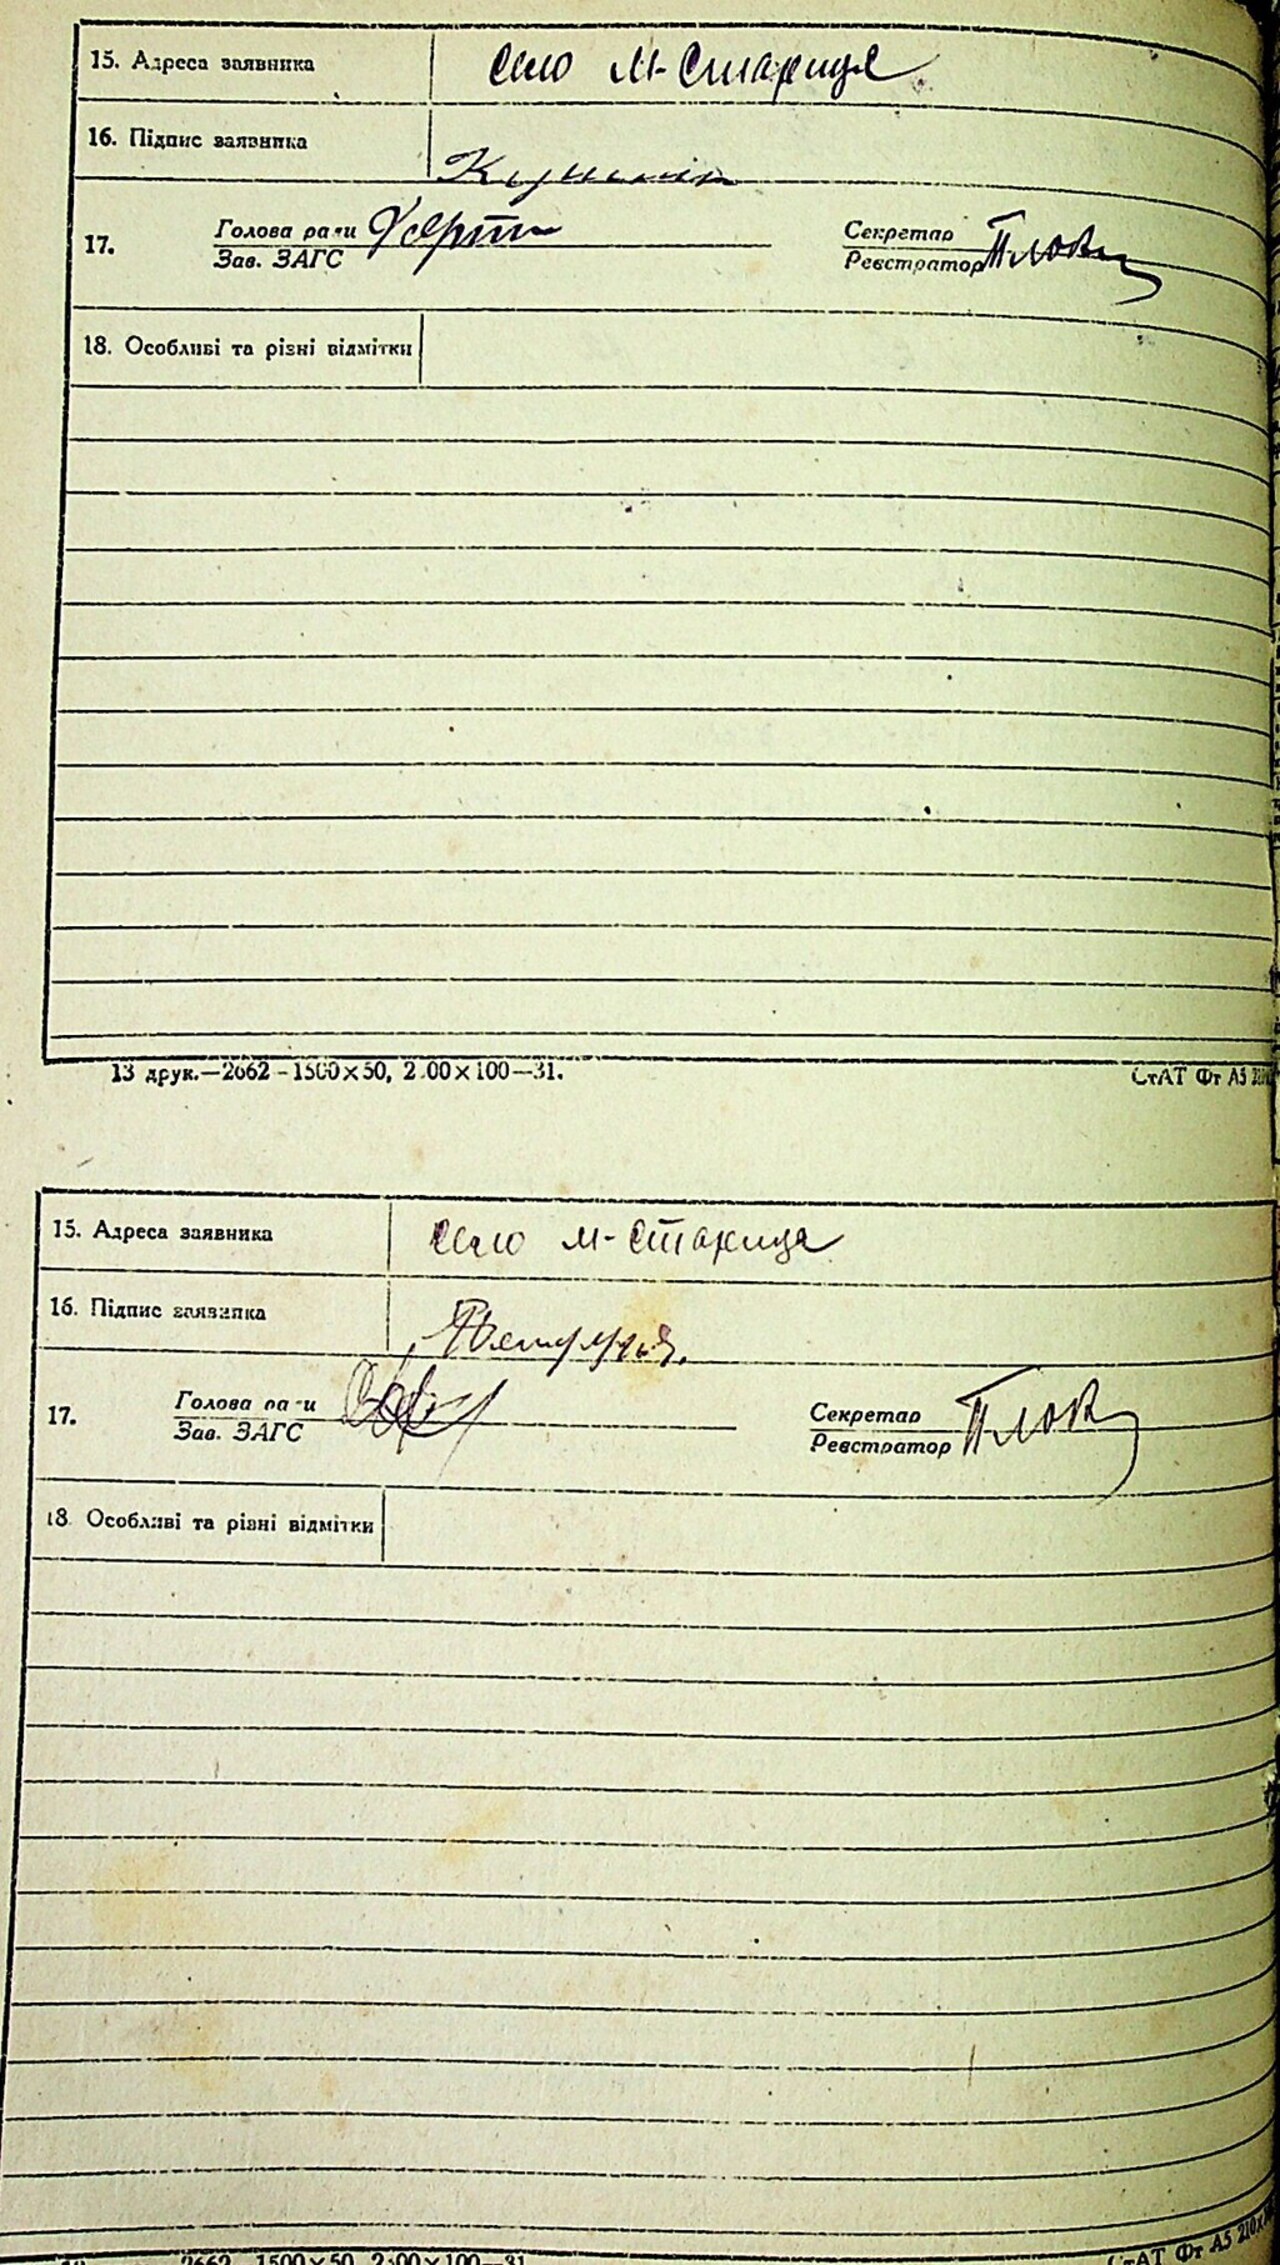 15. Адреса заявника село М-Стариця
16. Підпис заявника
17. Голова ради Секретар
Зав. ЗАГС Реєстратор
18. Особливі та різні відмітки
13 друк.—2662-1500×50, 2.00×100—31. СтАТ Фт А5
15. Адреса заявника село м-Стариця
16. Підпис заявника
17. Голова ради Секретар
Зав. ЗАГС Реєстратор
18. Особливі та різні відмітки
2662 1500×50, 2.00×100—31 СтАТ Фт А5 210×